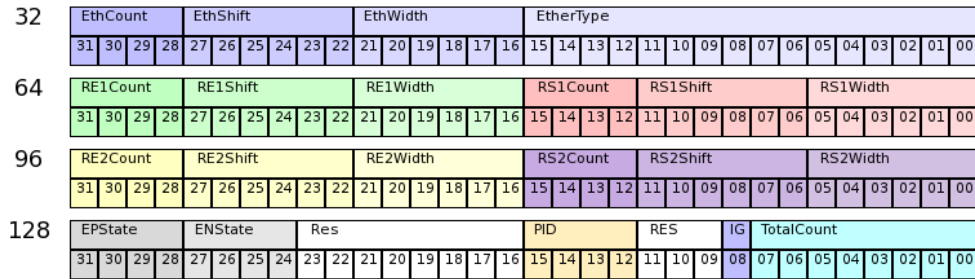 32 EthCount EthShift EthWidth EtherType
31 30 29 28 27 26 25 24 23 22 21 20 19 18 17 16 15 14 13 12 11 10 09 08 07 06 05 04 03 02 01 00
64 RE1Count RE1Shift RE1Width RS1Count RS1Shift RS1Width
31 30 29 28 27 26 25 24 23 22 21 20 19 18 17 16 15 14 13 12 11 10 09 08 07 06 05 04 03 02 01 00
96 RE2Count RE2Shift RE2Width RS2Count RS2Shift RS2Width
31 30 29 28 27 26 25 24 23 22 21 20 19 18 17 16 15 14 13 12 11 10 09 08 07 06 05 04 03 02 01 00
128 EPState ENState Res PID RES IG TotalCount
31 30 29 28 27 26 25 24 23 22 21 20 19 18 17 16 15 14 13 12 11 10 09 08 07 06 05 04 03 02 01 00